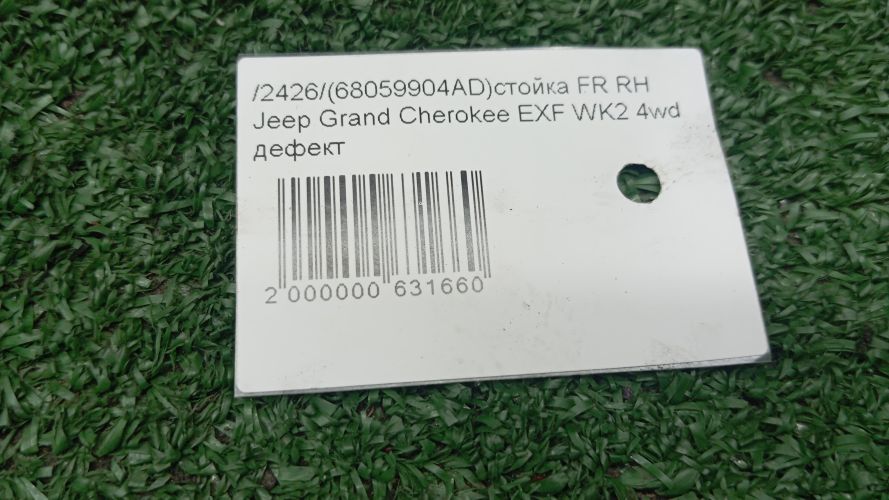 /2426/(68059904AD)стойка FR RH
Jeep Grand Cherokee EXF WK2 4wd
дефект
2 000000 631660